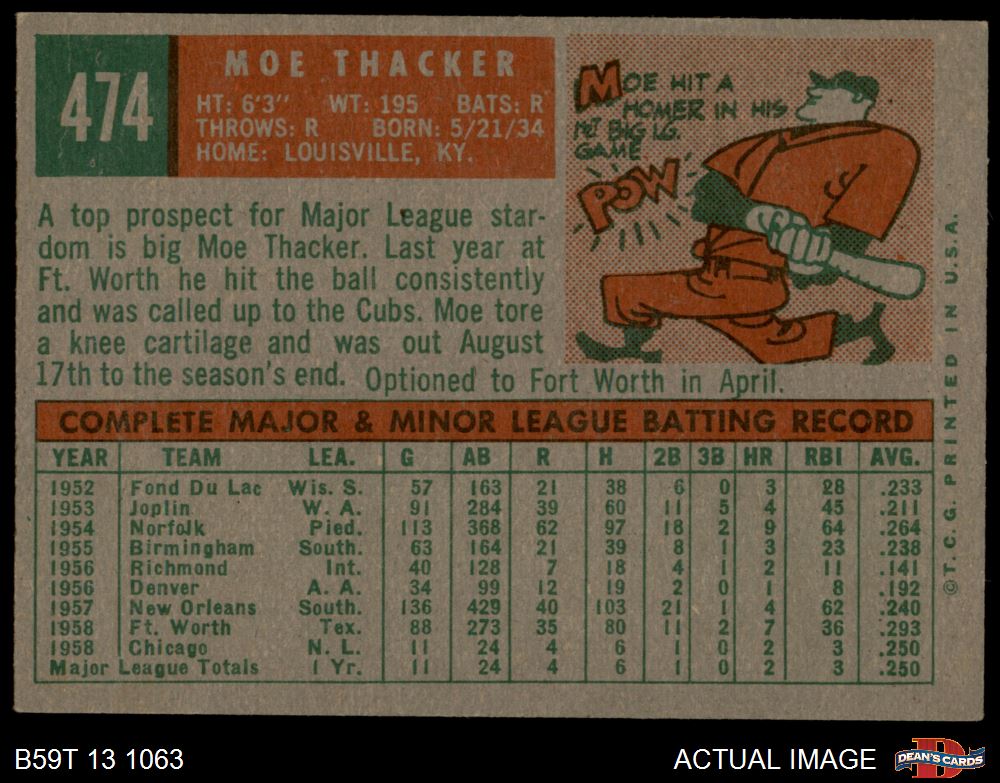 474
MOE THACKER
HT: 6'3" WT: 195 BATS: R
THROWS: R BORN: 5/21/34
HOME: LOUISVILLE, KY.
MOE HIT A
HOMER IN HIS
1ST BIG LG.
GAME
POW
A top prospect for Major League star-
dom is big Moe Thacker. Last year at
Ft. Worth he hit the ball consistently
and was called up to the Cubs. Moe tore
a knee cartilage and was out August
17th to the season's end. Optioned to Fort Worth in April.
COMPLETE MAJOR & MINOR LEAGUE BATTING RECORD
YEAR TEAM LEA. G AB R H 2B 3B HR RBI AVG.
1952 Fond Du Lac Wis. S. 57 163 21 38 6 0 3 28 .233
1953 Joplin W. A. 91 284 39 60 11 5 4 45 .211
1954 Norfolk Pied. 113 368 62 97 18 2 9 64 .264
1955 Birmingham South. 63 164 21 39 8 1 3 23 .238
1956 Richmond Int. 40 128 7 18 4 1 2 11 .141
1956 Denver A. A. 34 99 12 19 2 0 1 8 .192
1957 New Orleans South. 136 429 40 103 21 1 4 62 .240
1958 Ft. Worth Tex. 88 273 35 80 11 2 7 36 .293
1958 Chicago N. L. 11 24 4 6 1 0 2 3 .250
Major League Totals 1 Yr. 11 24 4 6 1 0 2 3 .250
© T. C. G. PRINTED IN U.S.A.
B59T 13 1063
ACTUAL IMAGE
D
DEAN'S CARDS